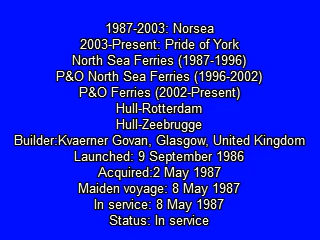 1987-2003: Norsea
2003-Present: Pride of York
North Sea Ferries (1987-1996)
P&O North Sea Ferries (1996-2002)
P&O Ferries (2002-Present)
Hull-Rotterdam
Hull-Zeebrugge
Builder:Kvaerner Govan, Glasgow, United Kingdom
Launched: 9 September 1986
Acquired:2 May 1987
Maiden voyage: 8 May 1987
In service: 8 May 1987
Status: In service